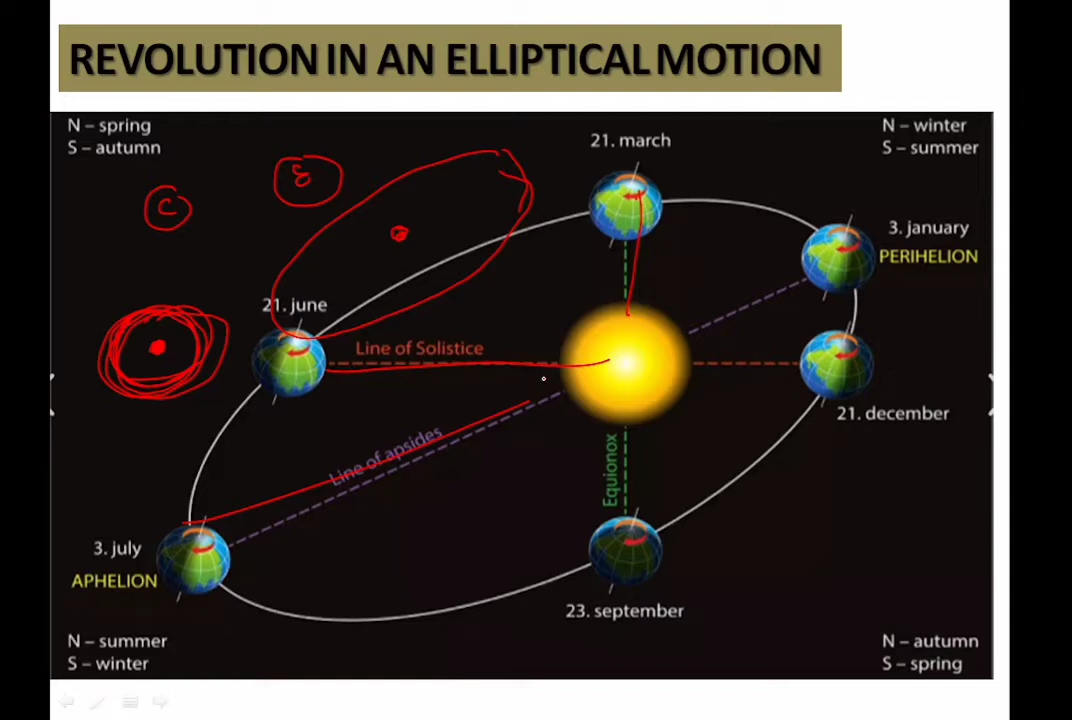 REVOLUTION IN AN ELLIPTICAL MOTION
N – spring
S – autumn
21. march
N – winter
S – summer
C
3. january
PERIHELION
21. june
Line of Solistice
21. december
Line of apsides
Equionox
3. july
APHELION
23. september
N – summer
S – winter
N – autumn
S – spring